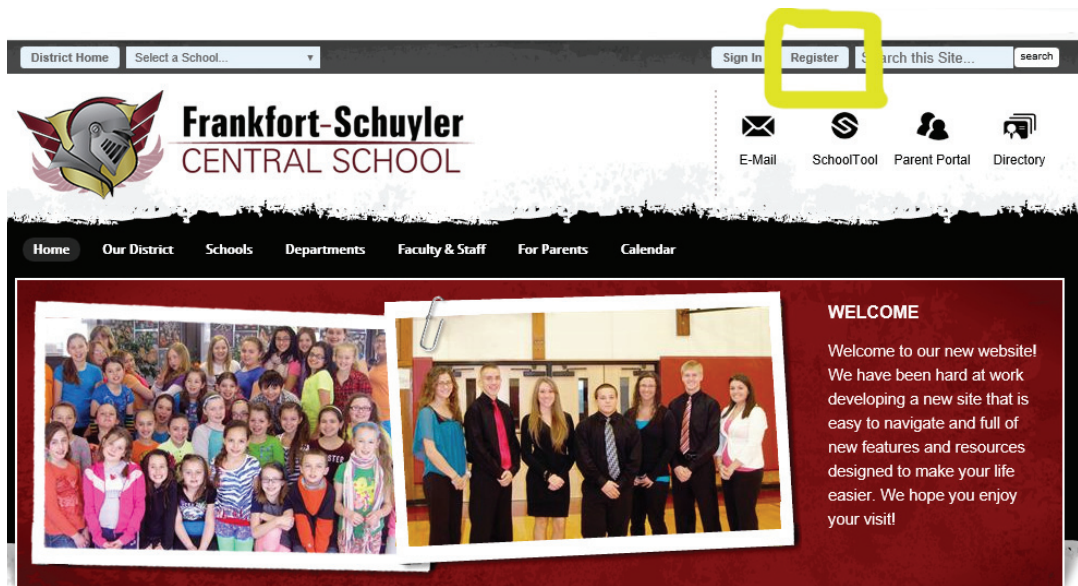 District Home Select a School... Sign In Register Search this Site... search
Frankfort-Schuyler
CENTRAL SCHOOL
E-Mail SchoolTool Parent Portal Directory
Home Our District Schools Departments Faculty & Staff For Parents Calendar
WELCOME
Welcome to our new website!
We have been hard at work
developing a new site that is
easy to navigate and full of
new features and resources
designed to make your life
easier. We hope you enjoy
your visit!